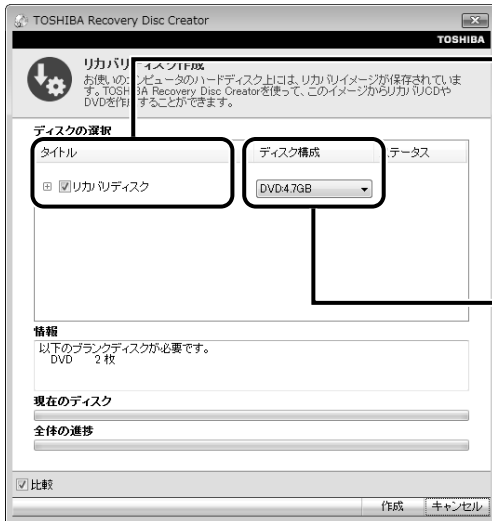 TOSHIBA Recovery Disc Creator
TOSHIBA
リカバリ ィスク作成
お使いの ンピュータのハードディスク上には、リカバリイメージが保存されていま
す。TOSH BA Recovery Disc Creatorを使って、このイメージからリカバリCDや
DVDを作 することができます。
ディスクの選択
タイトル ディスク構成 ステータス
リカバリディスク DVD:4.7GB
情報
以下のブランクディスクが必要です。
DVD 2 枚
現在のディスク
全体の進捗
比較
作成 キャンセル